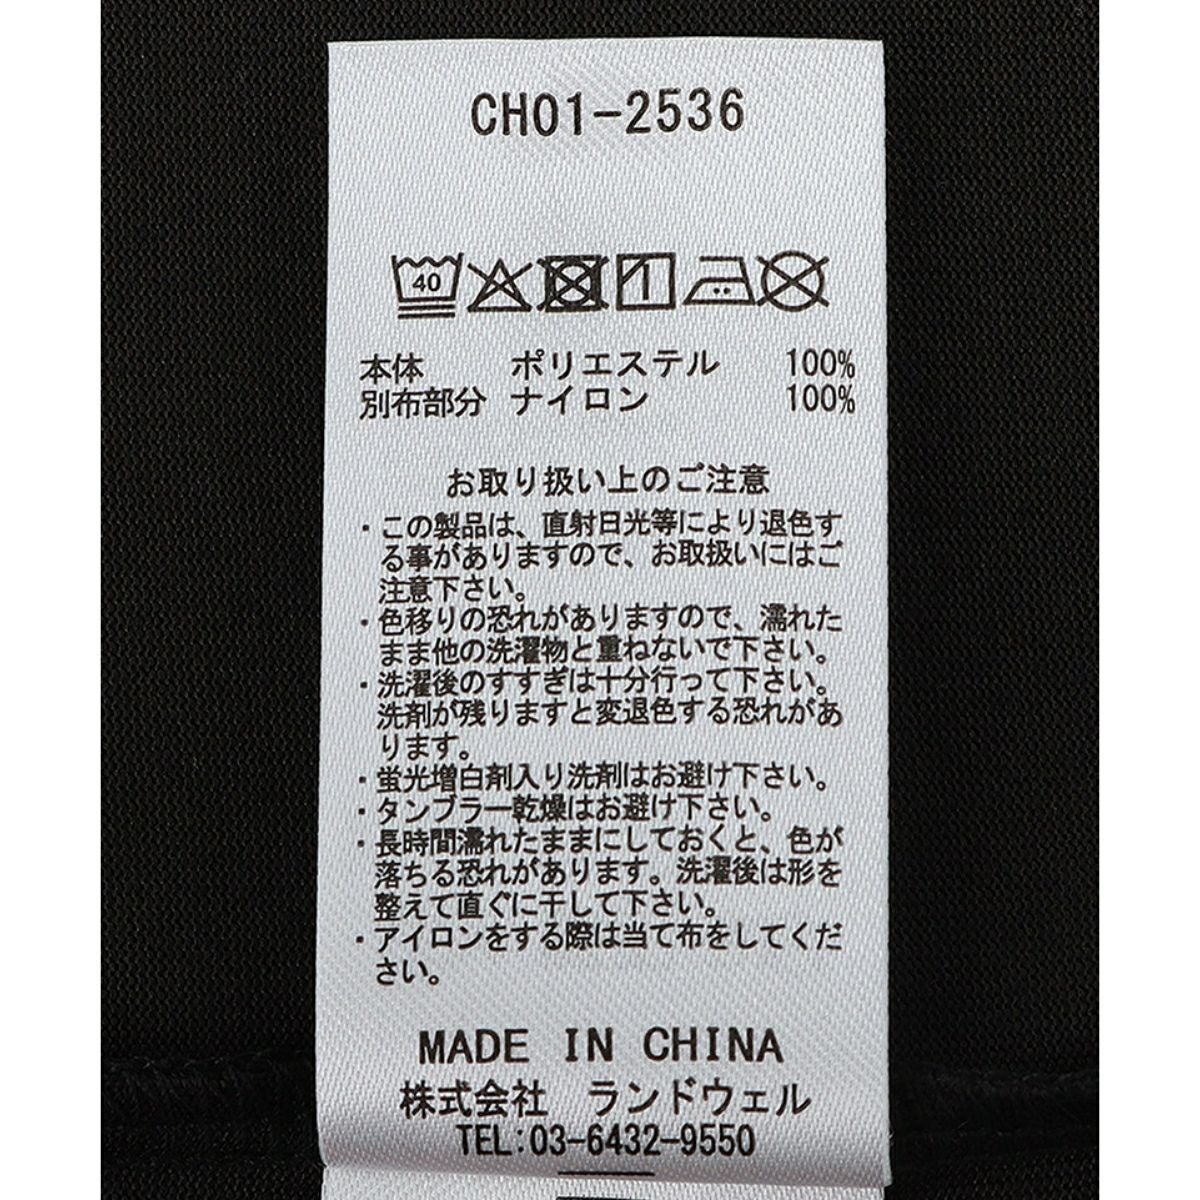 CH01-2536
40
本体 ポリエステル 100%
別布部分 ナイロン 100%
お取り扱い上のご注意
・この製品は、直射日光等により退色す
る事がありますので、お取扱いにはご
注意下さい。
・色移りの恐れがありますので、濡れた
まま他の洗濯物と重ねないで下さい。
・洗濯後のすすぎは十分行って下さい。
洗剤が残りますと変退色する恐れがあ
ります。
・蛍光増白剤入り洗剤はお避け下さい。
・タンブラー乾燥はお避け下さい。
・長時間濡れたままにしておくと、色が
落ちる恐れがあります。洗濯後は形を
整えて直ぐに干して下さい。
・アイロンをする際は当て布をしてくだ
さい。
MADE IN CHINA
株式会社 ランドウェル
TEL:03-6432-9550